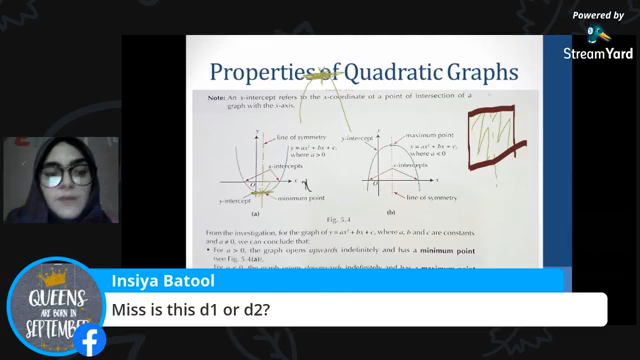 Powered by
StreamYard
Properties of Quadratic Graphs
Note: An x-intercept refers to the x-coordinate of a point of intersection of a
graph with the x-axis.
line of symmetry
y = ax² + bx + c,
where a > 0
x-intercepts
y
O
x
x
y-intercept
minimum point
(a)
y-intercept
y
maximum point
y = ax² + bx + c,
where a < 0
x-intercepts
O
x
line of symmetry
(b)
Fig. 5.4
From the investigation, for the graph of y = ax² + bx + c, where a, b and c are constants
and a ≠ 0, we can conclude that:
• For a > 0, the graph opens upwards indefinitely and has a minimum point
(see Fig. 5.4(a)).
Insiya Batool
Miss is this d1 or d2?
QUEENS
ARE BORN IN
SEPTEMBER